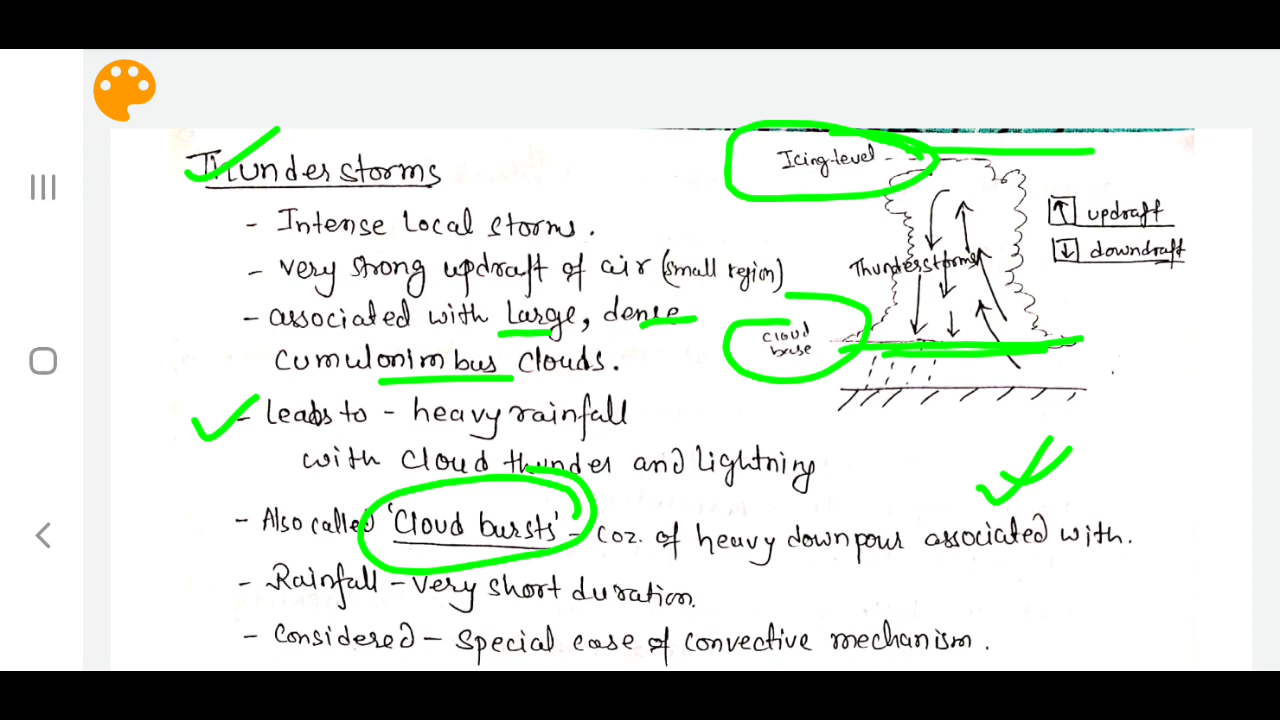 Thunderstorms
- Intense Local storms.
- very strong updraft of air (small region)
- associated with Large, dense
cumulonimbus clouds.
- Leads to - heavy rainfall
with cloud thunder and lightning
- Also called 'Cloud bursts' - coz. of heavy downpour associated with.
- Rainfall - very short duration.
- Considered - special case of convective mechanism.
Icing-level
↑ updraft
↓ downdraft
Thunderstorms
cloud
base